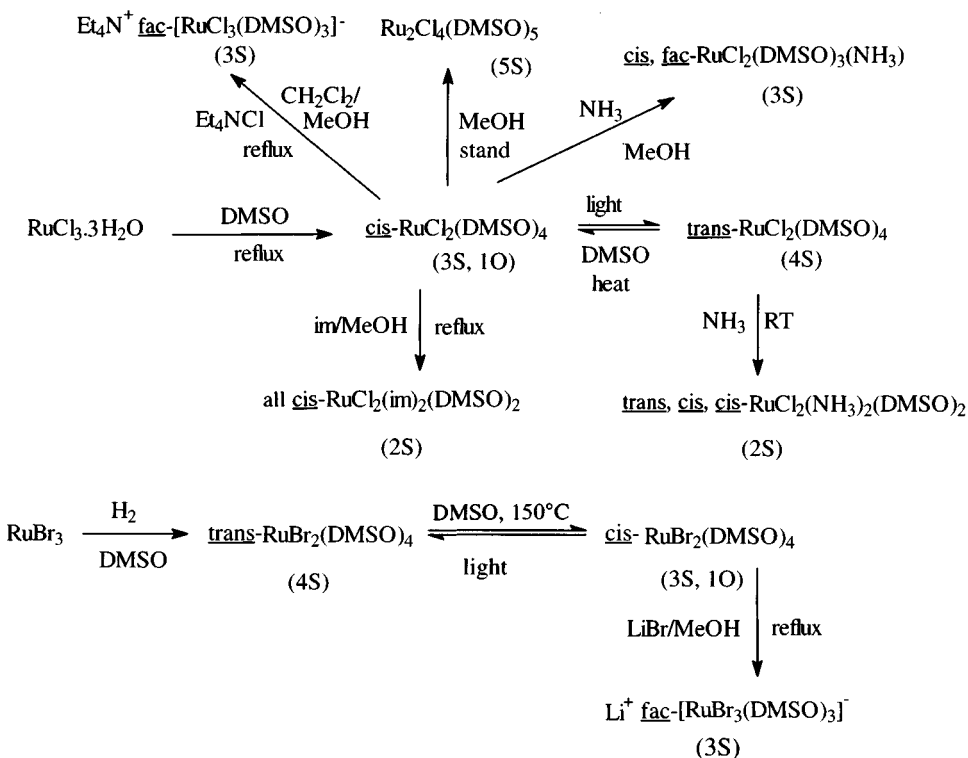 Et₄N⁺ fac-[RuCl₃(DMSO)₃]⁻
(3S)
Ru₂Cl₄(DMSO)₅
(5S)
cis, fac-RuCl₂(DMSO)₃(NH₃)
(3S)
CH₂Cl₂/
MeOH
Et₄NCl
reflux
MeOH
stand
NH₃
MeOH
RuCl₃.3H₂O
DMSO
reflux
cis-RuCl₂(DMSO)₄
(3S, 1O)
light
DMSO
heat
trans-RuCl₂(DMSO)₄
(4S)
im/MeOH
reflux
NH₃
RT
all cis-RuCl₂(im)₂(DMSO)₂
(2S)
trans, cis, cis-RuCl₂(NH₃)₂(DMSO)₂
(2S)
RuBr₃
H₂
DMSO
trans-RuBr₂(DMSO)₄
(4S)
DMSO, 150°C
light
cis- RuBr₂(DMSO)₄
(3S, 1O)
LiBr/MeOH
reflux
Li⁺ fac-[RuBr₃(DMSO)₃]⁻
(3S)